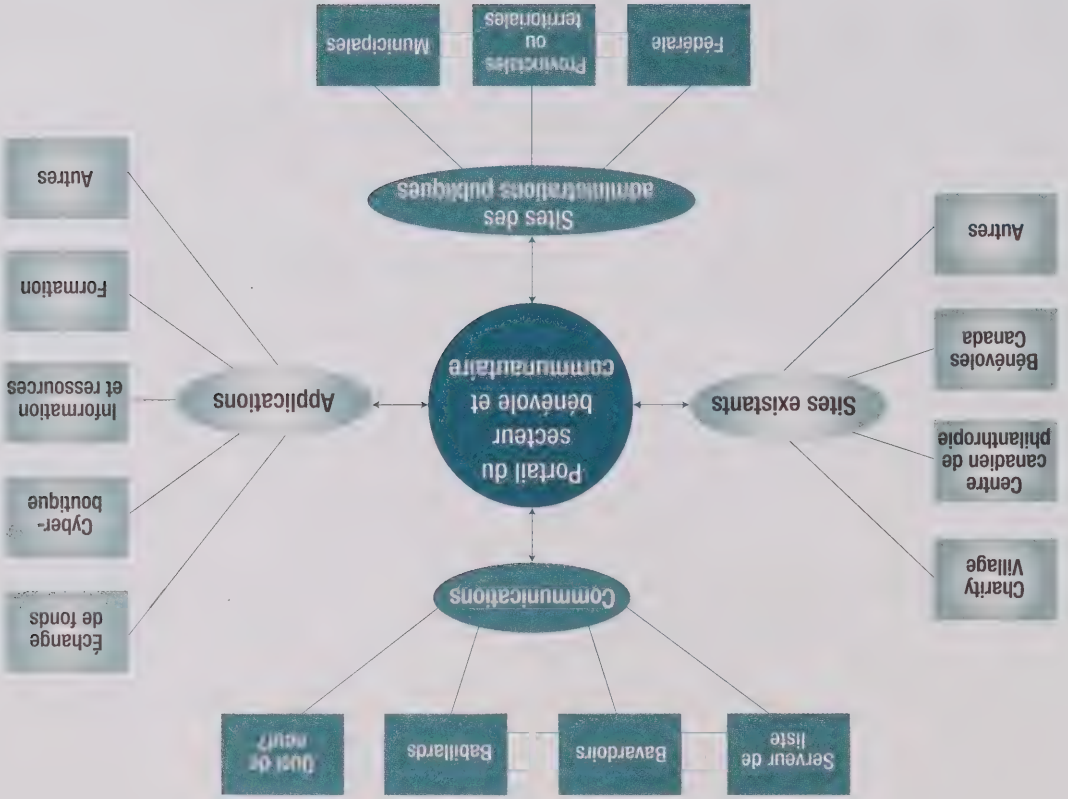 Serveur de
liste
Bavardoirs
Babillards
Quoi de
neuf?
Communications
Charity
Village
Centre
canadien de
philanthropie
Bénévoles
Canada
Autres
Sites existants
Portail du
secteur
bénévole et
communautaire
Applications
Échange
de fonds
Cyber-
boutique
Information
et ressources
Formation
Autres
Sites des
administrations publiques
Fédérale
Provinciales
ou
territoriales
Municipales